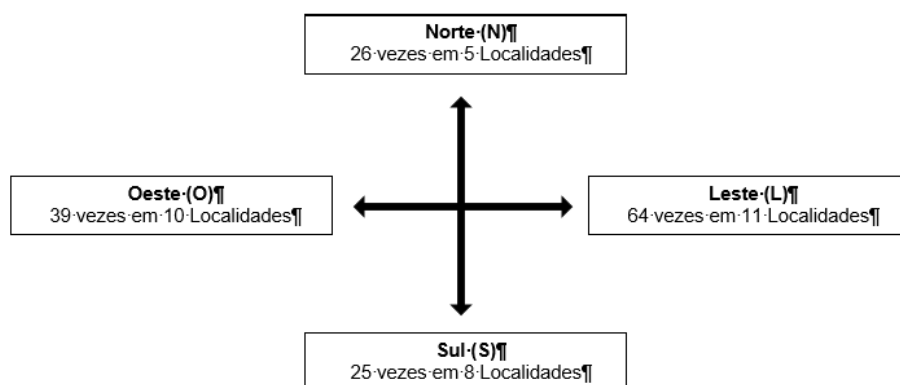 Norte·(N)¶
26·vezes·em·5·Localidades¶
Oeste·(O)¶
39·vezes·em·10·Localidades¶
Leste·(L)¶
64·vezes·em·11·Localidades¶
Sul·(S)¶
25·vezes·em·8·Localidades¶